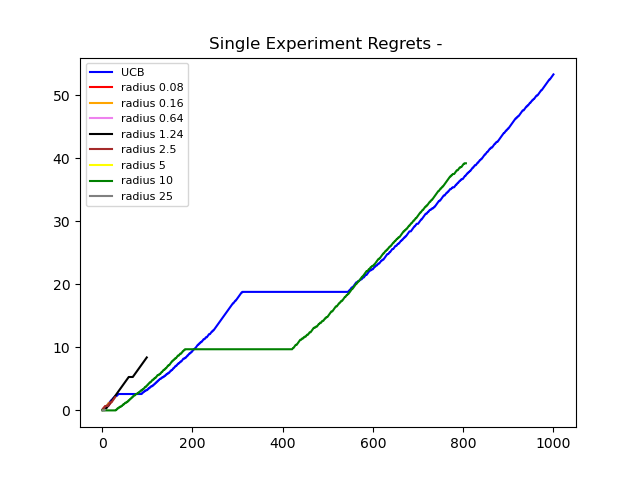 Single Experiment Regrets -
UCB
radius 0.08
radius 0.16
radius 0.64
radius 1.24
radius 2.5
radius 5
radius 10
radius 25
50
40
30
20
10
0
0 200 400 600 800 1000